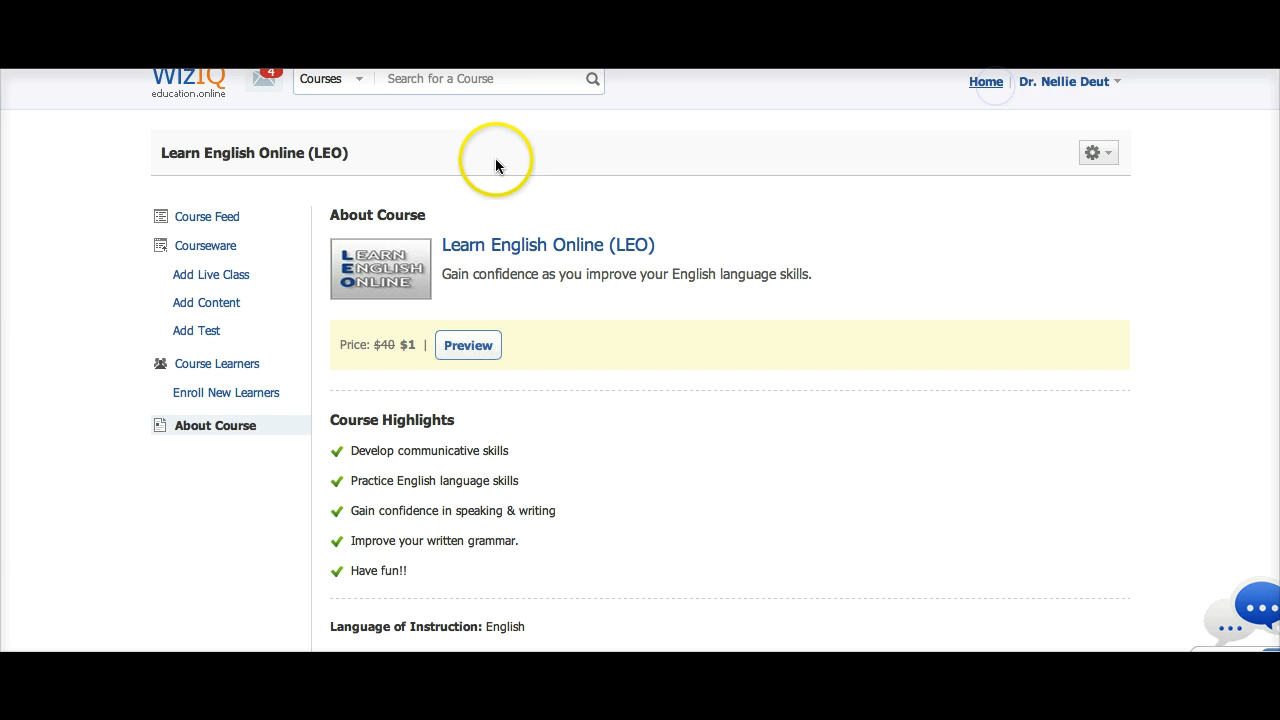 WizIQ
education.online
4
Courses
Search for a Course
Home | Dr. Nellie Deut
Learn English Online (LEO)
Course Feed
Courseware
Add Live Class
Add Content
Add Test
Course Learners
Enroll New Learners
About Course
About Course
LEARN
ENGLISH
ONLINE
Learn English Online (LEO)
Gain confidence as you improve your English language skills.
Price: $40 $1 | Preview
Course Highlights
Develop communicative skills
Practice English language skills
Gain confidence in speaking & writing
Improve your written grammar.
Have fun!!
Language of Instruction: English